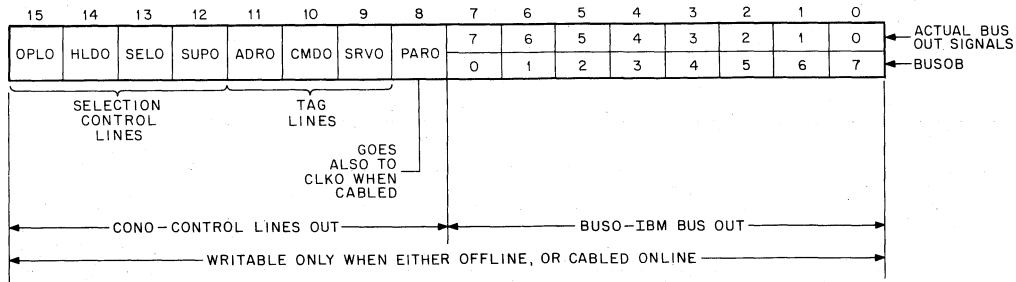 15 14 13 12 11 10 9 8 7 6 5 4 3 2 1 0
OPLO HLDO SELO SUPO ADRO CMDO SRVO PARO
7 6 5 4 3 2 1 0
ACTUAL BUS
OUT SIGNALS
0 1 2 3 4 5 6 7
BUSOB
SELECTION
CONTROL
LINES
TAG
LINES
GOES
ALSO TO
CLKO WHEN
CABLED
CONO-CONTROL LINES OUT
BUSO-IBM BUS OUT
WRITABLE ONLY WHEN EITHER OFFLINE, OR CABLED ONLINE